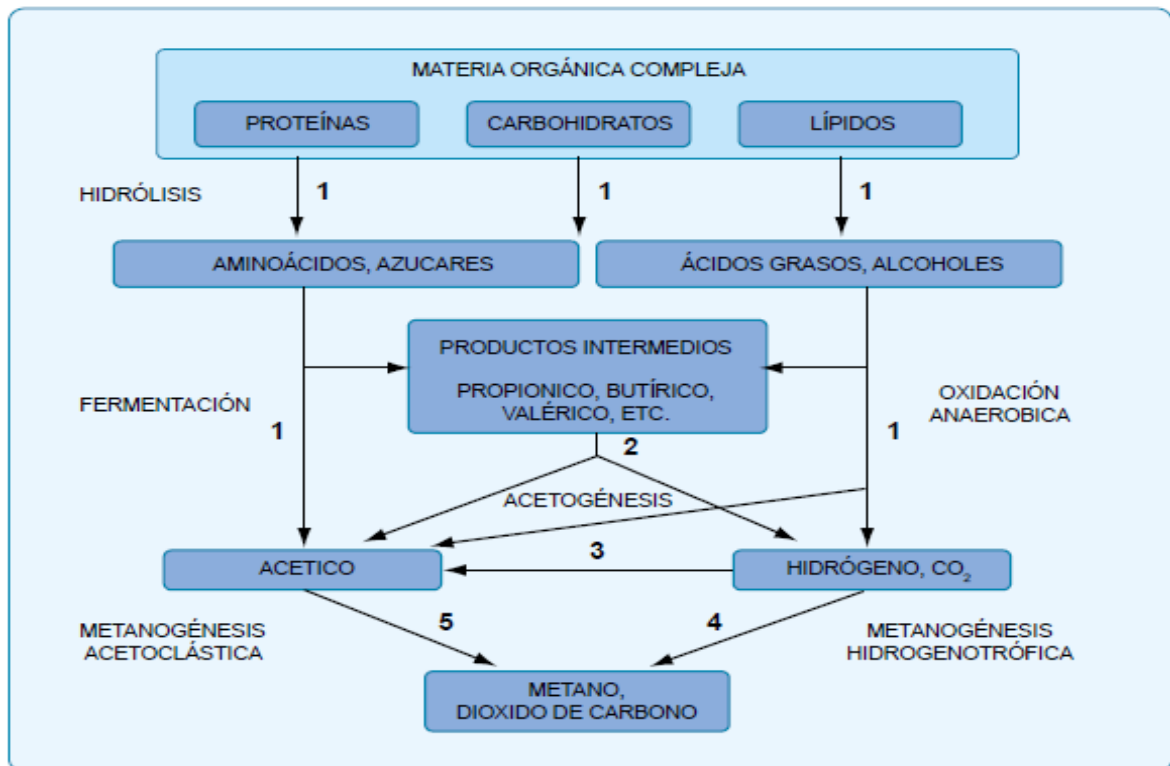 MATERIA ORGÁNICA COMPLEJA
PROTEÍNAS
CARBOHIDRATOS
LÍPIDOS
HIDRÓLISIS
1
1
1
AMINOÁCIDOS, AZUCARES
ÁCIDOS GRASOS, ALCOHOLES
PRODUCTOS INTERMEDIOS
PROPIONICO, BUTÍRICO,
VALÉRICO, ETC.
FERMENTACIÓN
1
OXIDACIÓN
ANAEROBICA
1
2
ACETOGÉNESIS
ACETICO
3
HIDRÓGENO, CO₂
METANOGÉNESIS
ACETOCLÁSTICA
5
4
METANOGÉNESIS
HIDROGENOTRÓFICA
METANO,
DIOXIDO DE CARBONO